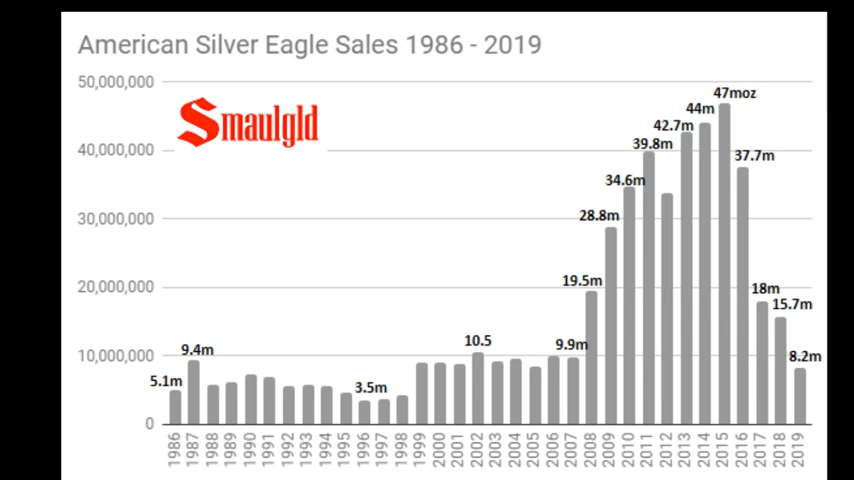 American Silver Eagle Sales 1986 - 2019
50,000,000
40,000,000
30,000,000
20,000,000
10,000,000
0
Smaulgld
5.1m
9.4m
3.5m
10.5
9.9m
19.5m
28.8m
34.6m
39.8m
42.7m
44m
47moz
37.7m
18m
15.7m
8.2m
1986
1987
1988
1989
1990
1991
1992
1993
1994
1995
1996
1997
1998
1999
2000
2001
2002
2003
2004
2005
2006
2007
2008
2009
2010
2011
2012
2013
2014
2015
2016
2017
2018
2019